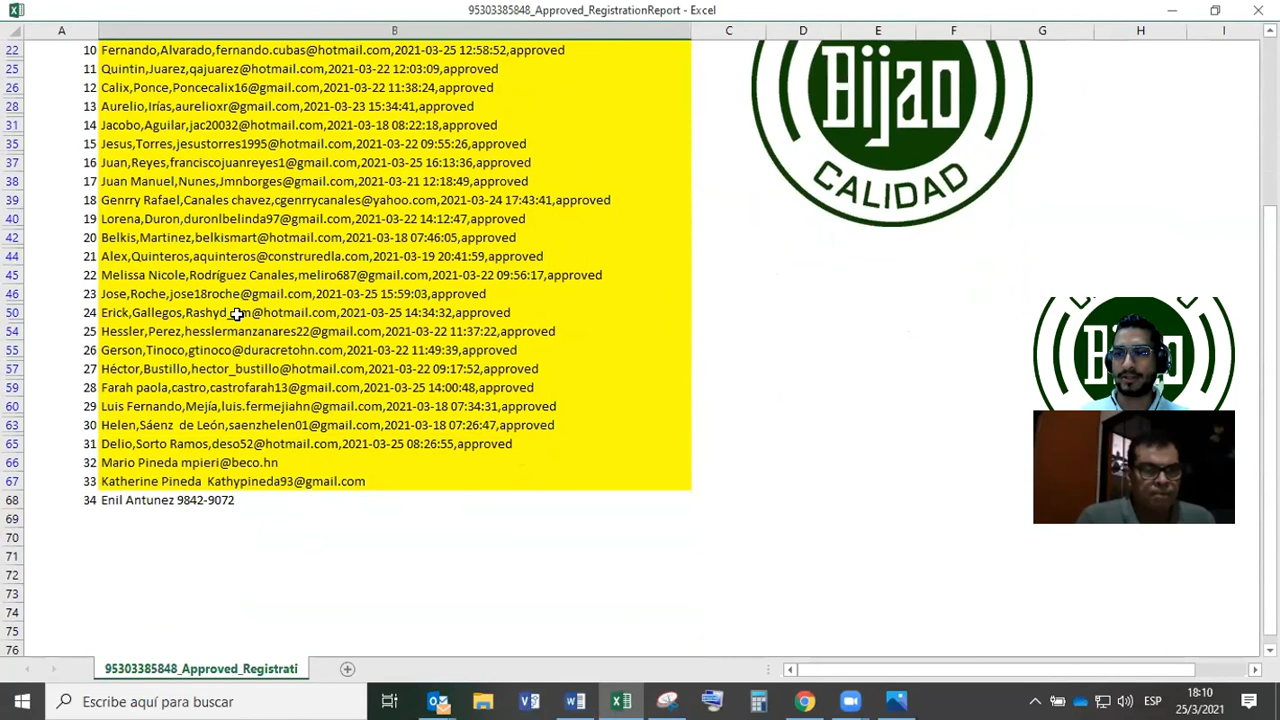 95303385848_Approved_RegistrationReport - Excel
A B C D E F G H I
22 10 Fernando,Alvarado,fernando.cubas@hotmail.com,2021-03-25 12:58:52,approved
25 11 Quintin,Juarez,qajuarez@hotmail.com,2021-03-22 12:03:09,approved
26 12 Calix,Ponce,Poncecalix16@gmail.com,2021-03-22 11:38:24,approved
28 13 Aurelio,Irías,aurelioxr@gmail.com,2021-03-23 15:34:41,approved
31 14 Jacobo,Aguilar,jac20032@hotmail.com,2021-03-18 08:22:18,approved
35 15 Jesus,Torres,jesustorres1995@hotmail.com,2021-03-22 09:55:26,approved
37 16 Juan,Reyes,franciscojuanreyes1@gmail.com,2021-03-25 16:13:36,approved
38 17 Juan Manuel,Nunes,Jmnborges@gmail.com,2021-03-21 12:18:49,approved
39 18 Genrry Rafael,Canales chavez,cgenrrycanales@yahoo.com,2021-03-24 17:43:41,approved
40 19 Lorena,Duron,duronlbelinda97@gmail.com,2021-03-22 14:12:47,approved
42 20 Belkis,Martinez,belkismart@hotmail.com,2021-03-18 07:46:05,approved
44 21 Alex,Quinteros,aquinteros@construredla.com,2021-03-19 20:41:59,approved
45 22 Melissa Nicole,Rodríguez Canales,meliro687@gmail.com,2021-03-22 09:56:17,approved
46 23 Jose,Roche,jose18roche@gmail.com,2021-03-25 15:59:03,approved
50 24 Erick,Gallegos, 2021-03-25 14:34:32,approved
54 25 Hessler,Perez,hesslermanzanares22@gmail.com,2021-03-22 11:37:22,approved
55 26 Gerson,Tinoco,gtinoco@duracretohn.com,2021-03-22 11:49:39,approved
57 27 Héctor,Bustillo,hector_bustillo@hotmail.com,2021-03-22 09:17:52,approved
59 28 Farah paola,castro,castrofarah13@gmail.com,2021-03-25 14:00:48,approved
60 29 Luis Fernando,Mejía,luis.fermejiahn@gmail.com,2021-03-18 07:34:31,approved
63 30 Helen,Sáenz  de León,saenzhelen01@gmail.com,2021-03-18 07:26:47,approved
65 31 Delio,Sorto Ramos,deso52@hotmail.com,2021-03-25 08:26:55,approved
66 32 Mario Pineda mpieri@beco.hn
67 33 Katherine Pineda  Kathypineda93@gmail.com
68 34 Enil Antunez 9842-9072
69
70
71
72
73
74
75
76
Bijao
CALIDAD
Bijao
95303385848_Approved_Registrati
Escribe aquí para buscar
ESP
18:10
25/3/2021